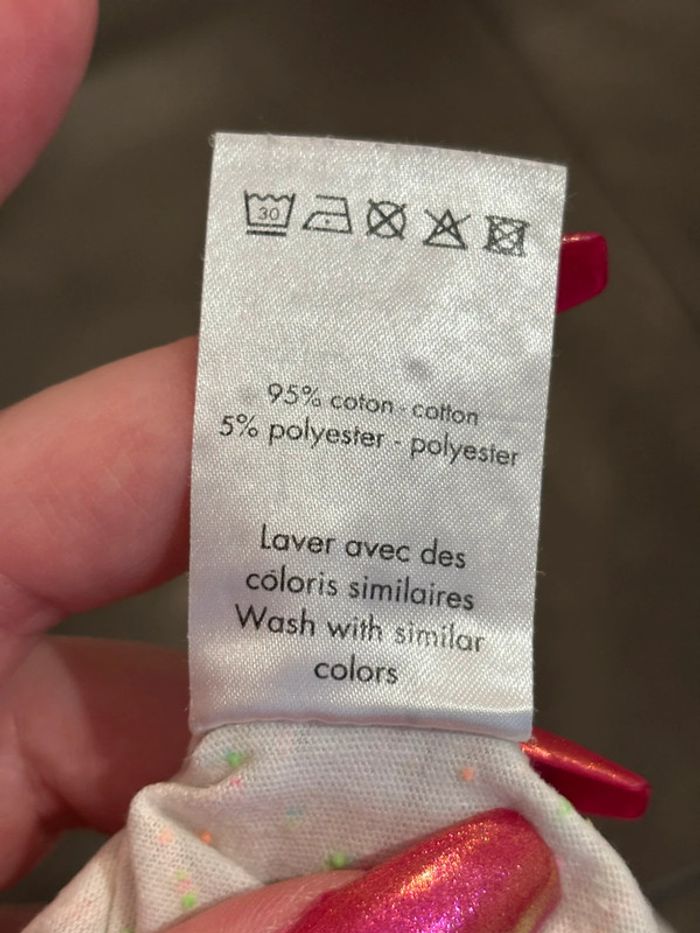 30
95% coton - cotton
5% polyester - polyester
Laver avec des
coloris similaires
Wash with similar
colors